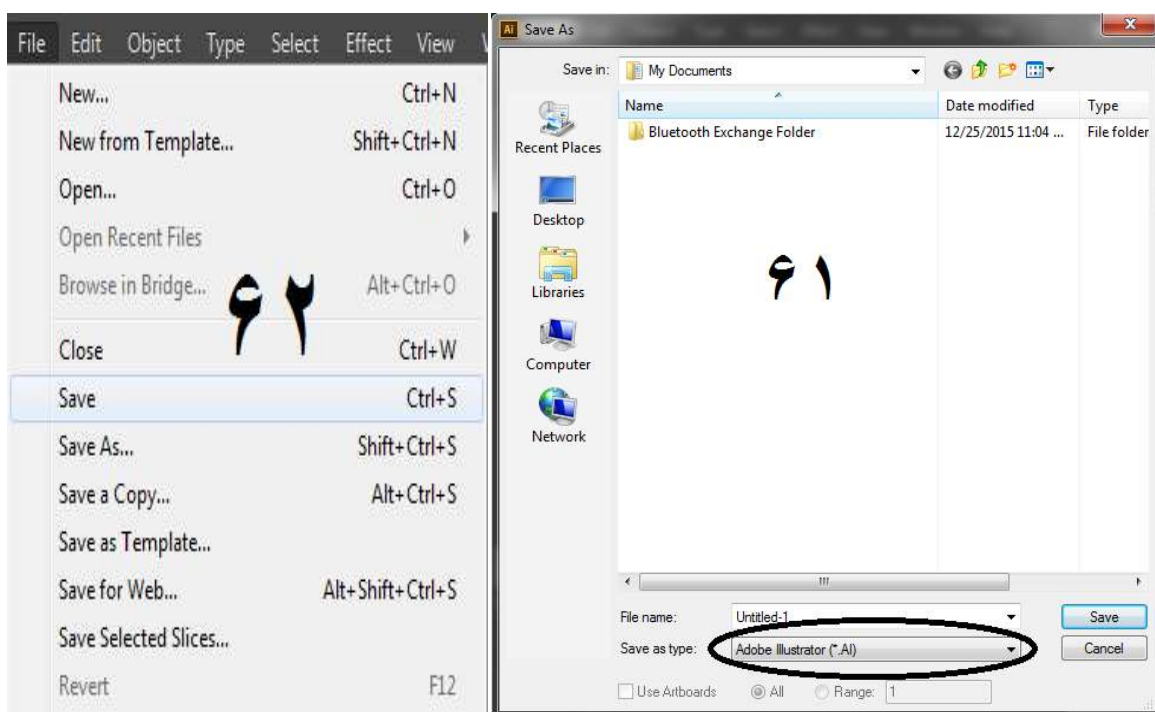 File Edit Object Type Select Effect View
New... Ctrl+N
New from Template... Shift+Ctrl+N
Open... Ctrl+O
Open Recent Files
Browse in Bridge... Alt+Ctrl+O
۶۲
Close Ctrl+W
Save Ctrl+S
Save As... Shift+Ctrl+S
Save a Copy... Alt+Ctrl+S
Save as Template...
Save for Web... Alt+Shift+Ctrl+S
Save Selected Slices...
Revert F12
Ai Save As
Save in: My Documents
Name Date modified Type
Bluetooth Exchange Folder 12/25/2015 11:04 ... File folder
Recent Places
Desktop
Libraries
Computer
Network
۶۱
File name: Untitled-1 Save
Save as type: Adobe Illustrator (*.AI) Cancel
Use Artboards All Range: 1